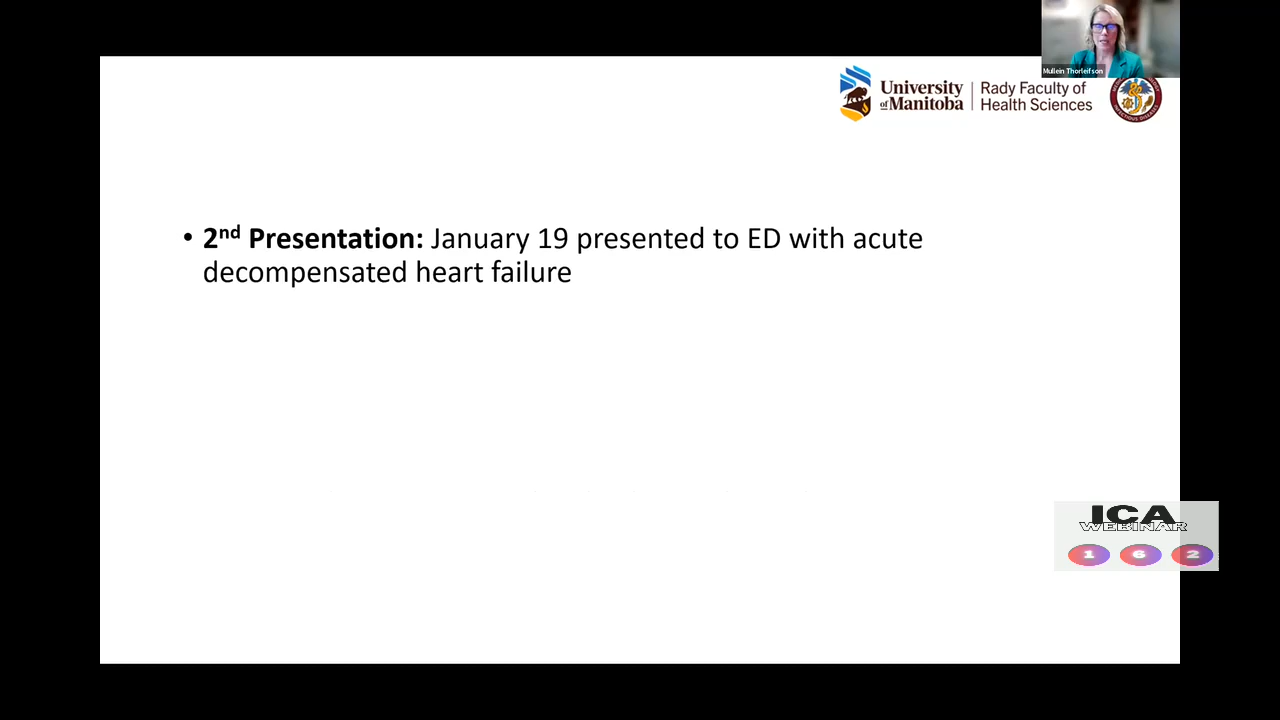 Mullein Thorleifson
University
of Manitoba
Rady Faculty of
Health Sciences
• 2nd Presentation: January 19 presented to ED with acute
decompensated heart failure
ICA
WEBINAR
1 6 2